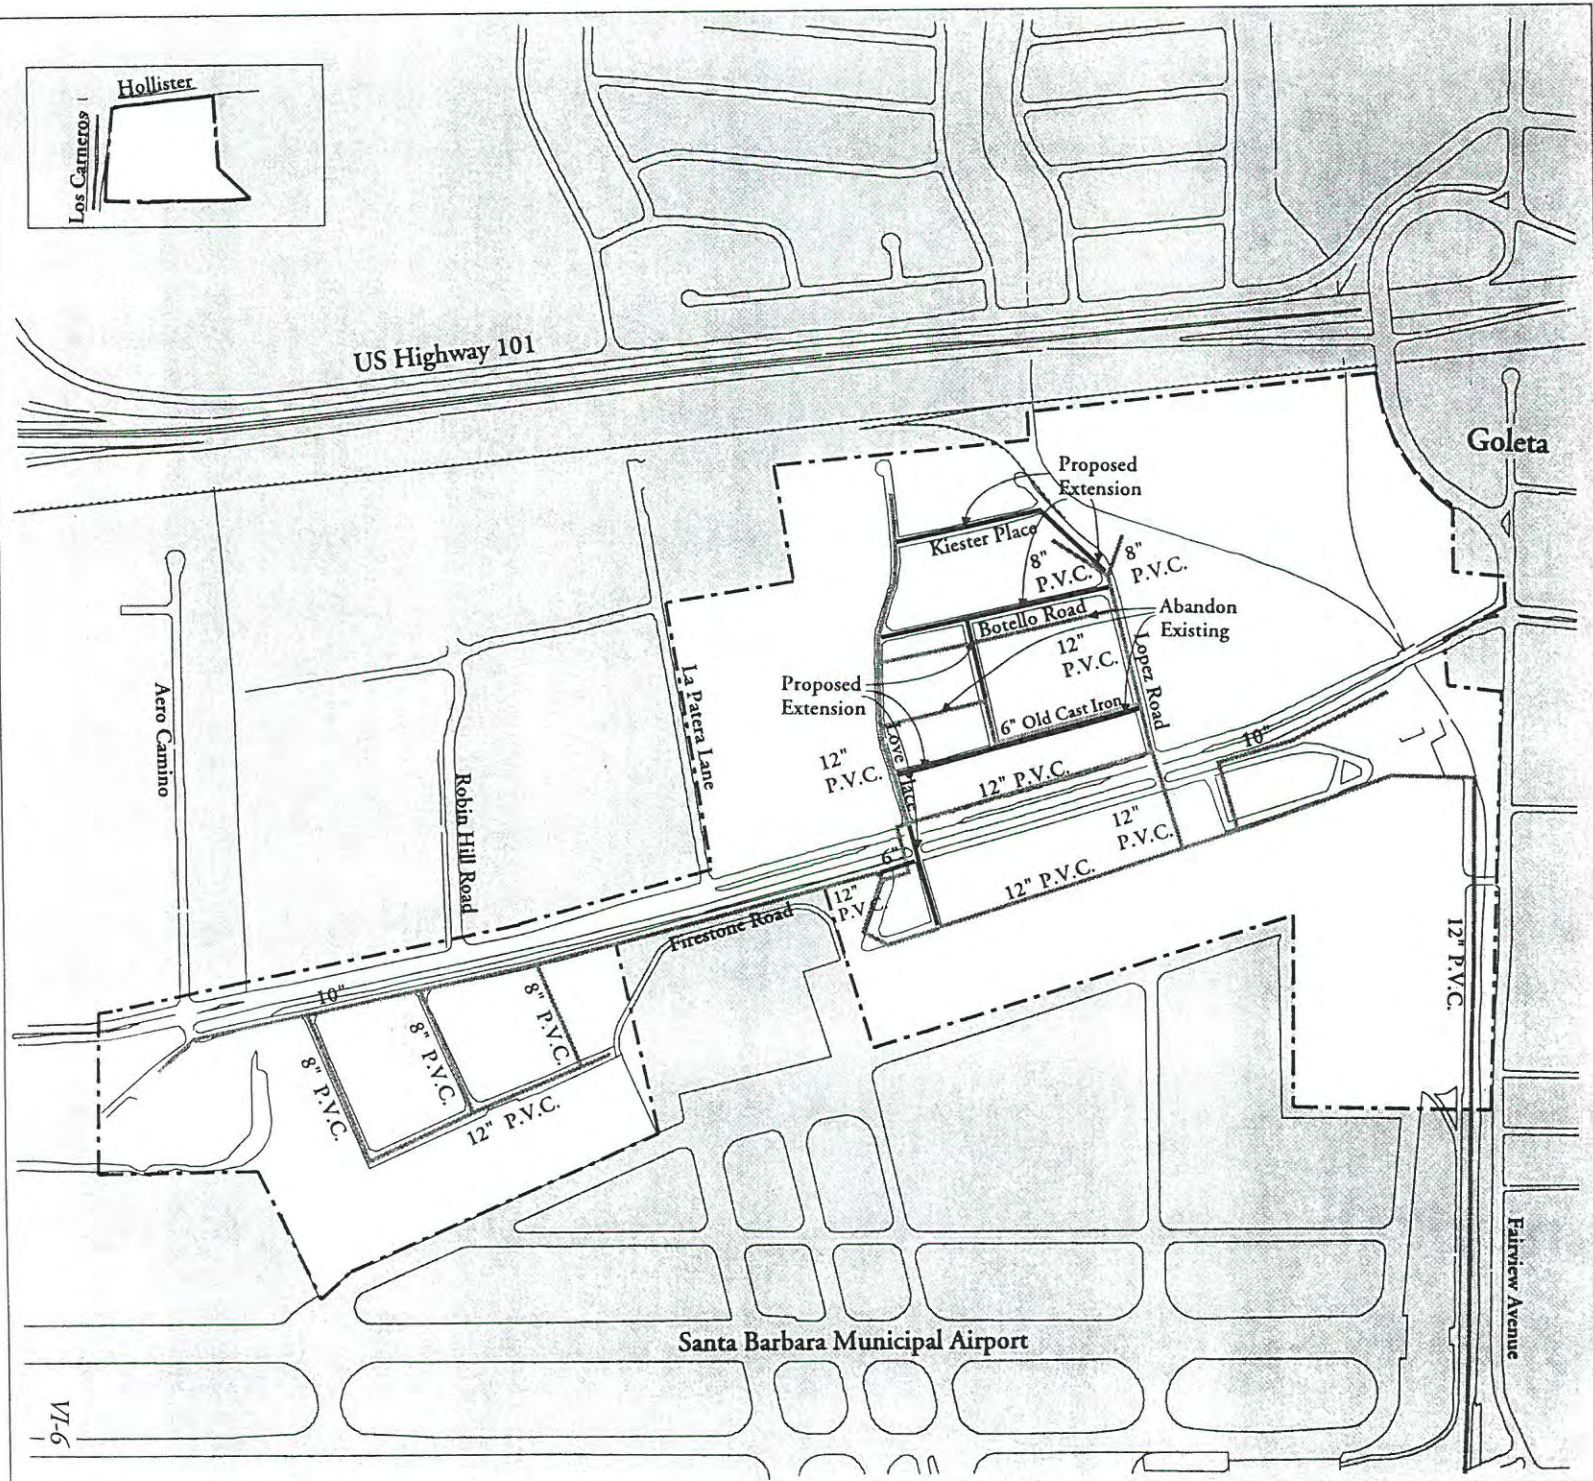 Hollister
Los Carneros
US Highway 101
Goleta
Proposed
Extension
Kiester Place
8"
P.V.C.
8"
P.V.C.
Botello Road
Abandon
Existing
12"
P.V.C.
Lopez Road
Proposed
Extension
6" Old Cast Iron
Love Place
12"
P.V.C.
12" P.V.C.
10"
12"
P.V.C.
La Patera Lane
Aero Camino
Robin Hill Road
6"
12"
P.V.C.
12" P.V.C.
Firestone Road
12" P.V.C.
10"
8" P.V.C.
8" P.V.C.
8" P.V.C.
12" P.V.C.
Fairview Avenue
Santa Barbara Municipal Airport
VI-6